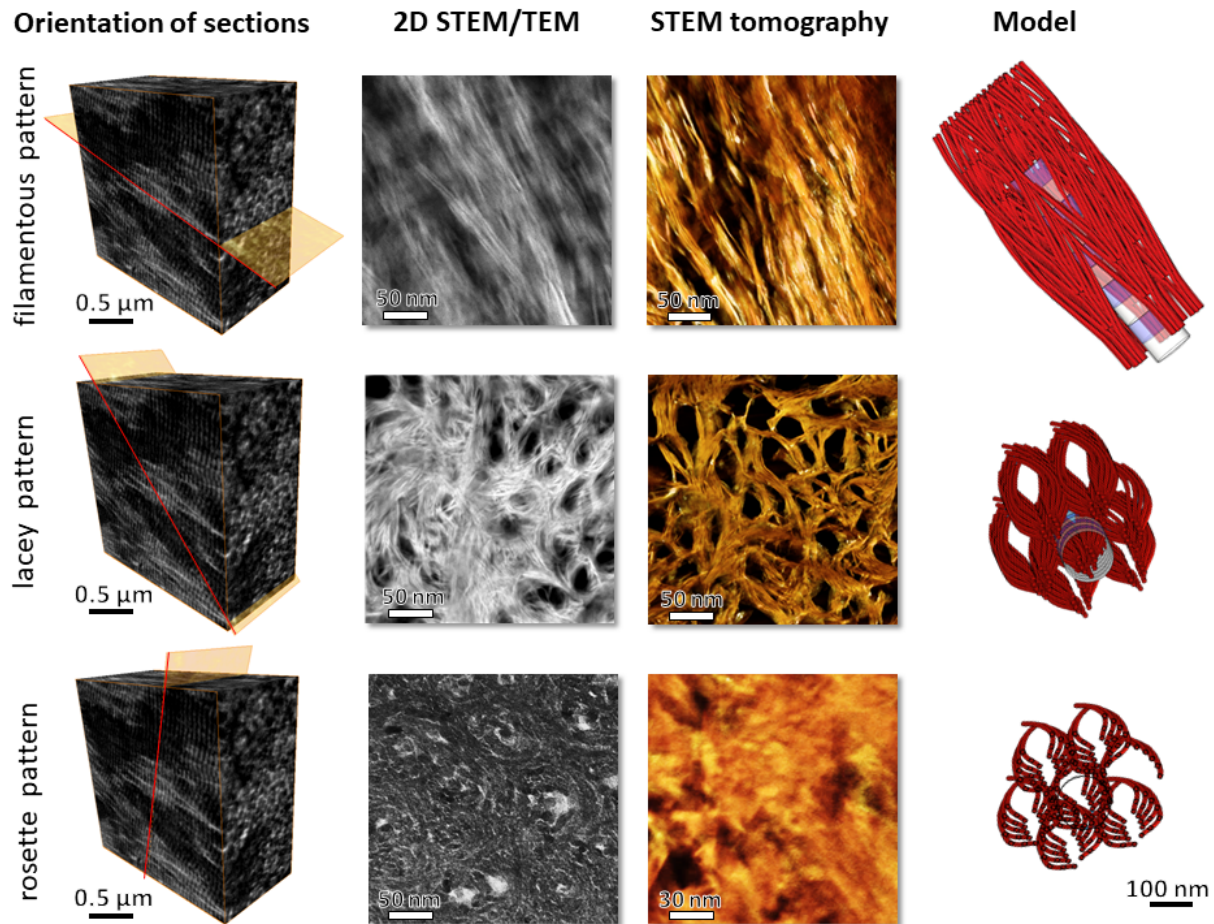 Orientation of sections
2D STEM/TEM
STEM tomography
Model
filamentous pattern
0.5 µm
50 nm
50 nm
lacey pattern
0.5 µm
50 nm
50 nm
rosette pattern
0.5 µm
50 nm
30 nm
100 nm